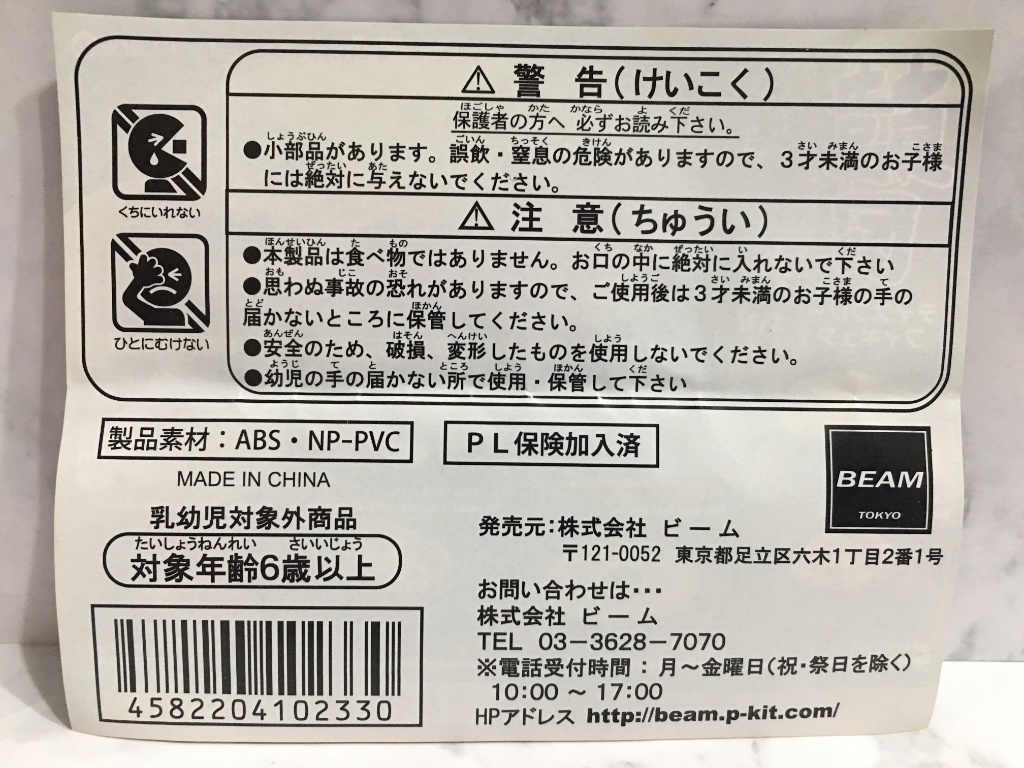 ⚠ 警 告(けいこく)
保護者の方へ 必ずお読み下さい。
●小部品があります。誤飲・窒息の危険がありますので、3才未満のお子様
には絶対に与えないでください。
くちにいれない
⚠ 注 意(ちゅうい)
●本製品は食べ物ではありません。お口の中に絶対に入れないで下さい
●思わぬ事故の恐れがありますので、ご使用後は3才未満のお子様の手の
届かないところに保管してください。
●安全のため、破損、変形したものを使用しないでください。
●幼児の手の届かない所で使用・保管して下さい
ひとにむけない
製品素材:ABS・NP-PVC
PL保険加入済
BEAM
TOKYO
MADE IN CHINA
乳幼児対象外商品
たいしょうねんれい さいいじょう
対象年齢6歳以上
4582204102330
発売元:株式会社 ビーム
〒121-0052 東京都足立区六木1丁目2番1号
お問い合わせは・・・
株式会社 ビーム
TEL 03-3628-7070
※電話受付時間:月~金曜日(祝・祭日を除く)
10:00 ~ 17:00
HPアドレス http://beam.p-kit.com/